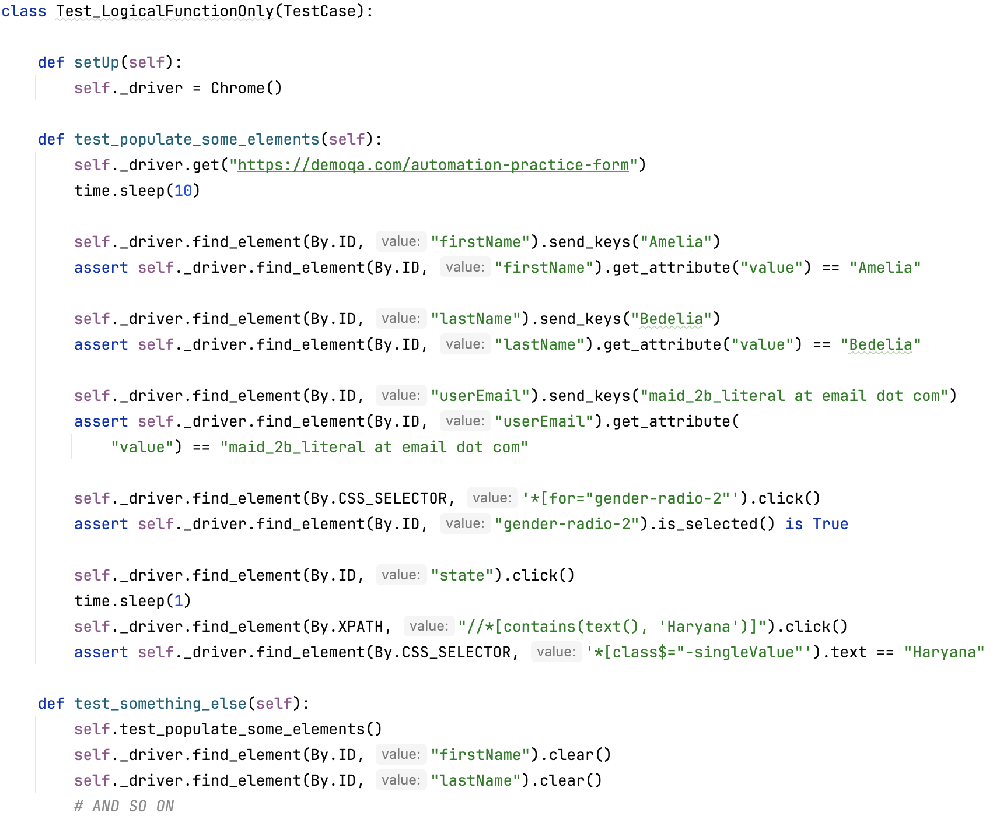 class Test_LogicalFunctionOnly(TestCase):
def setUp(self):
self._driver = Chrome()
def test_populate_some_elements(self):
self._driver.get("https://demoqa.com/automation-practice-form")
time.sleep(10)
self._driver.find_element(By.ID, value: "firstName").send_keys("Amelia")
assert self._driver.find_element(By.ID, value: "firstName").get_attribute("value") == "Amelia"
self._driver.find_element(By.ID, value: "lastName").send_keys("Bedelia")
assert self._driver.find_element(By.ID, value: "lastName").get_attribute("value") == "Bedelia"
self._driver.find_element(By.ID, value: "userEmail").send_keys("maid_2b_literal at email dot com")
assert self._driver.find_element(By.ID, value: "userEmail").get_attribute(
"value") == "maid_2b_literal at email dot com"
self._driver.find_element(By.CSS_SELECTOR, value: '*[for="gender-radio-2"').click()
assert self._driver.find_element(By.ID, value: "gender-radio-2").is_selected() is True
self._driver.find_element(By.ID, value: "state").click()
time.sleep(1)
self._driver.find_element(By.XPATH, value: "//*[contains(text(), 'Haryana')]").click()
assert self._driver.find_element(By.CSS_SELECTOR, value: '*[class$="-singleValue"').text == "Haryana"
def test_something_else(self):
self.test_populate_some_elements()
self._driver.find_element(By.ID, value: "firstName").clear()
self._driver.find_element(By.ID, value: "lastName").clear()
# AND SO ON